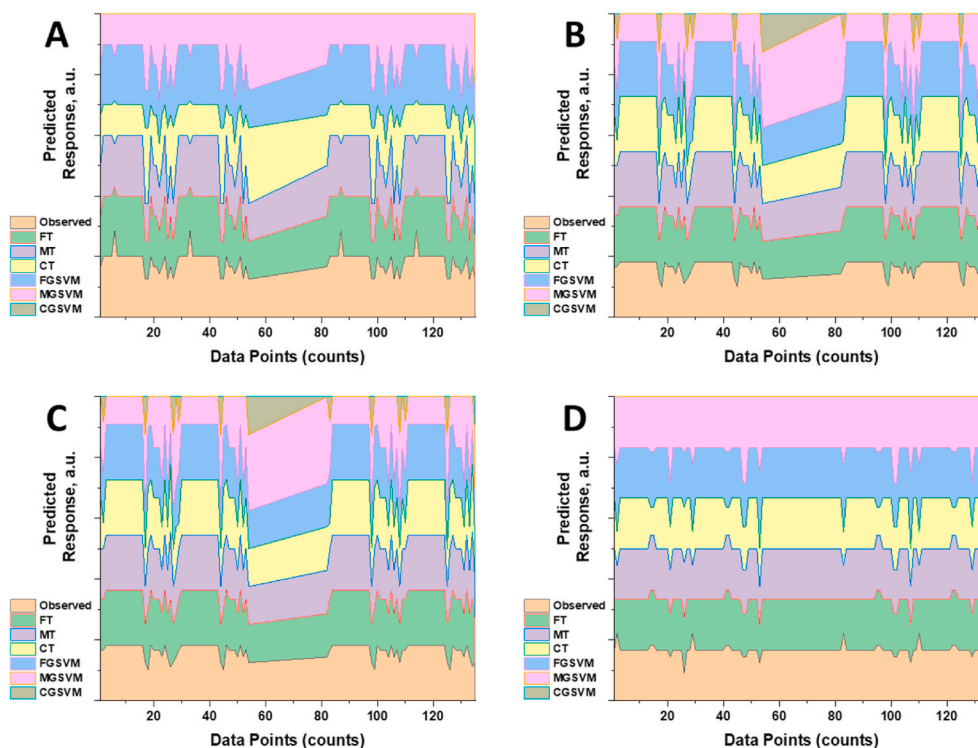 A
Predicted
Response, a.u.
Observed
FT
MT
CT
FGSVM
MGSVM
CGSVM
20 40 60 80 100 120
Data Points (counts)
B
Predicted
Response, a.u.
Observed
FT
MT
CT
FGSVM
MGSVM
CGSVM
20 40 60 80 100 120
Data Points (counts)
C
Predicted
Response, a.u.
Observed
FT
MT
CT
FGSVM
MGSVM
CGSVM
20 40 60 80 100 120
Data Points (counts)
D
Predicted
Response, a.u.
Observed
FT
MT
CT
FGSVM
MGSVM
CGSVM
20 40 60 80 100 120
Data Points (counts)